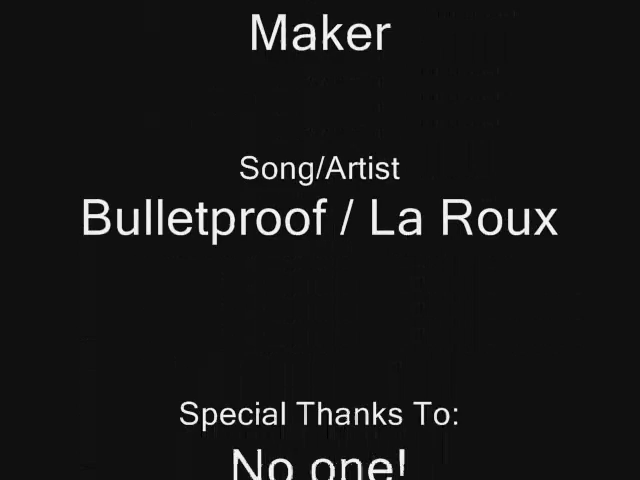 Maker
Song/Artist
Bulletproof / La Roux
Special Thanks To:
No one!